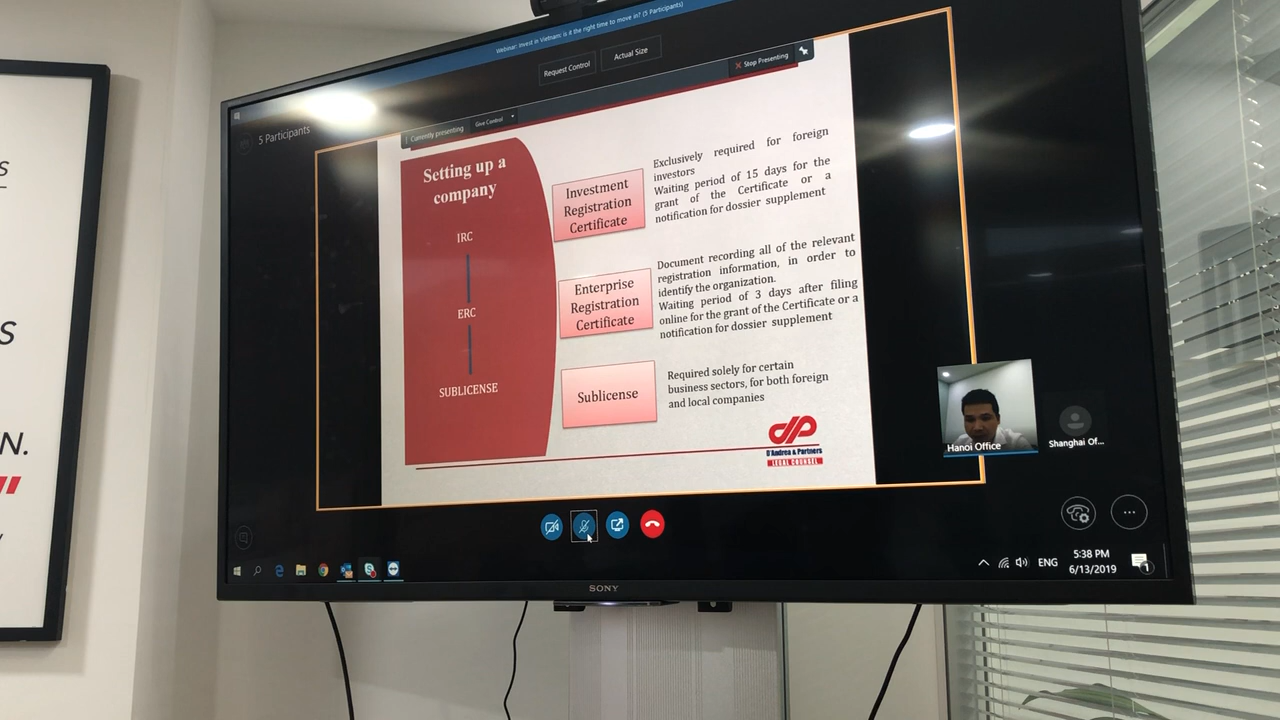 S
S
N.
Webinar: Invest in Vietnam: is it the right time to move in? (5 Participants)
Request Control
Actual Size
5 Participants
Currently presenting
Give Control
Stop Presenting
Setting up a
company
IRC
ERC
SUBLICENSE
Investment
Registration
Certificate
Exclusively required for foreign
investors
Waiting period of 15 days for the
grant of the Certificate or a
notification for dossier supplement
Enterprise
Registration
Certificate
Document recording all of the relevant
registration information, in order to
identify the organization.
Waiting period of 3 days after filing
online for the grant of the Certificate or a
notification for dossier supplement
Sublicense
Required solely for certain
business sectors, for both foreign
and local companies
dp
D'Andrea & Partners
LEGAL COUNSEL
Hanoi Office
Shanghai Of...
ENG
5:38 PM
6/13/2019
1
SONY